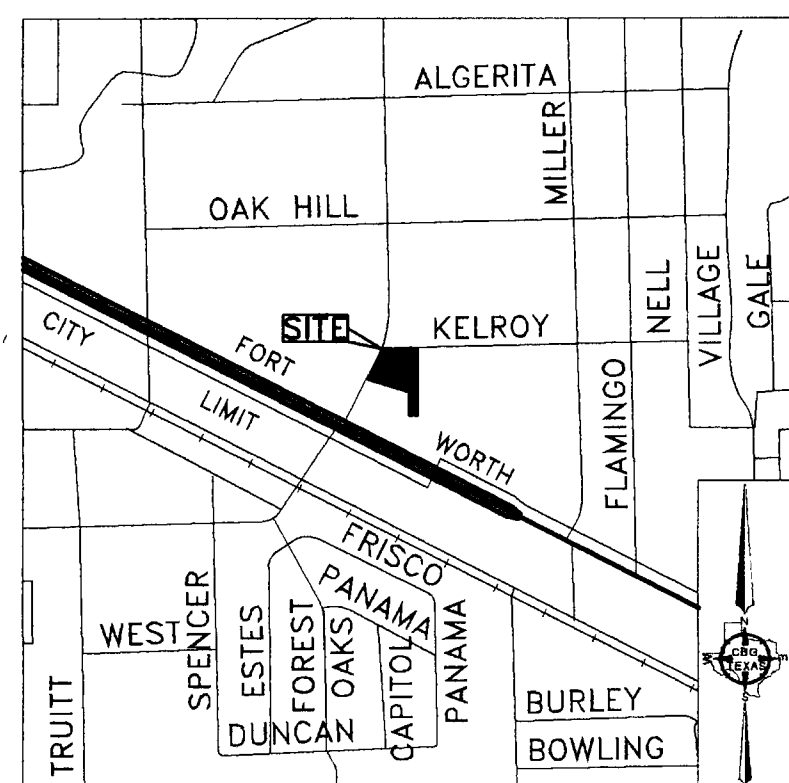 ALGERITA
MILLER
OAK HILL
NELL
VILLAGE
GALE
SITE
KELROY
CITY
FORT
LIMIT
WORTH
FLAMINGO
FRISCO
PANAMA
SPENCER
ESTES
FOREST
OAKS
CAPITOL
PANAMA
WEST
TRUITT
DUNCAN
BURLEY
BOWLING
N
CBG
TEXAS
S